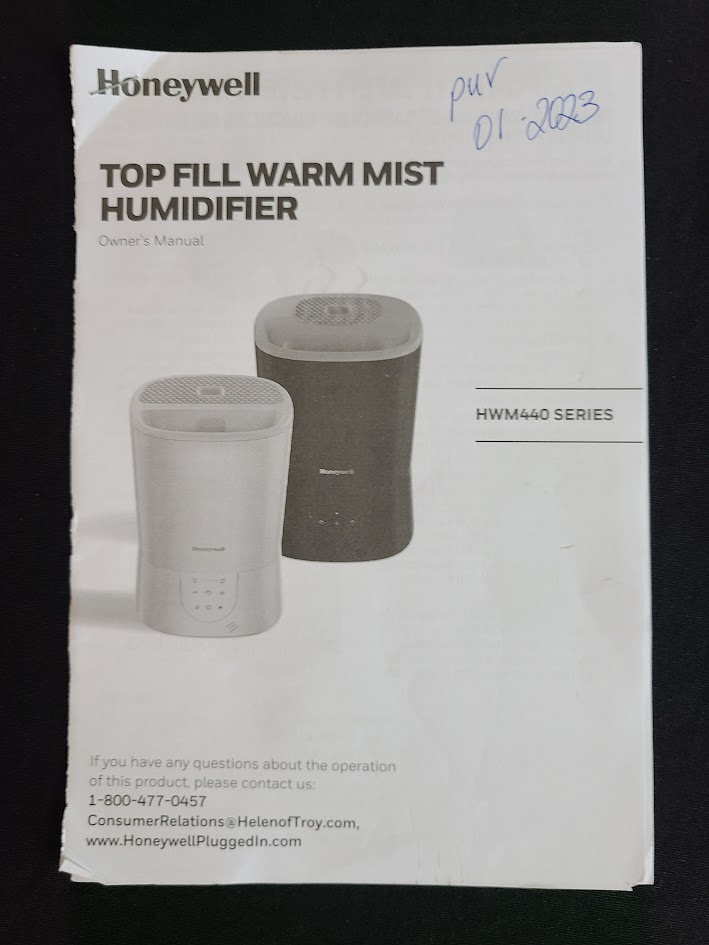 Honeywell
pur
01-2023
TOP FILL WARM MIST
HUMIDIFIER
Owner's Manual
Honeywell
HWM440 SERIES
Honeywell
If you have any questions about the operation
of this product, please contact us:
1-800-477-0457
ConsumerRelations@HelenofTroy.com,
www.HoneywellPluggedIn.com